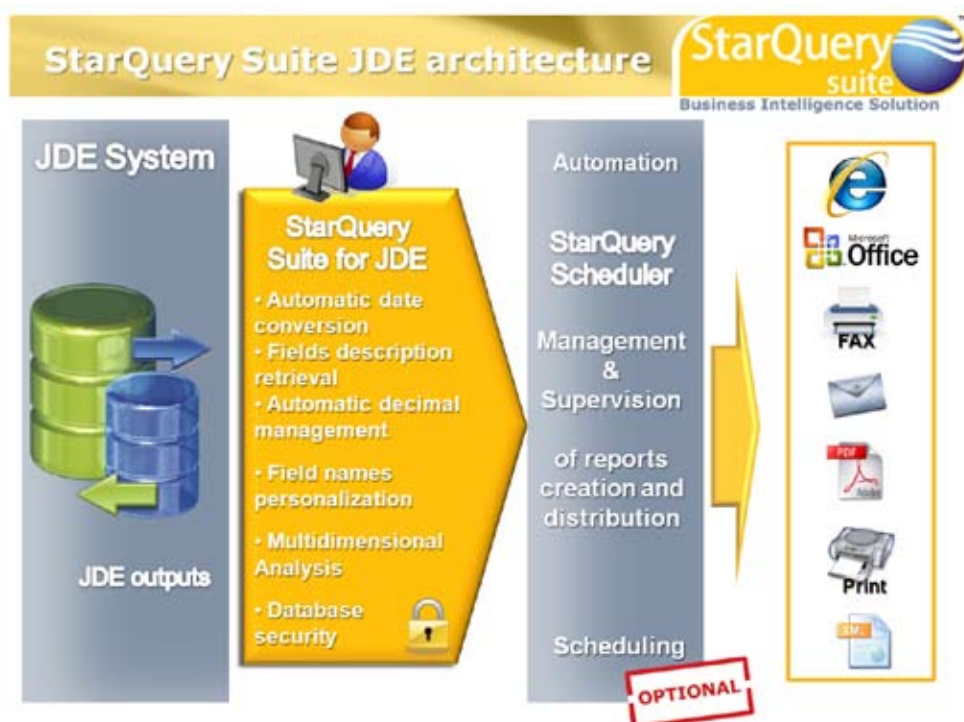 StarQuery Suite JDE architecture
StarQuery
suite
Business Intelligence Solution
JDE System
JDE outputs
StarQuery
Suite for JDE
• Automatic date
conversion
• Fields description
retrieval
• Automatic decimal
management
• Field names
personalization
• Multidimensional
Analysis
• Database
security
Automation
StarQuery
Scheduler
Management
&
Supervision
of reports
creation and
distribution
Scheduling
OPTIONAL
Microsoft
Office
FAX
PDF
Adobe
Print